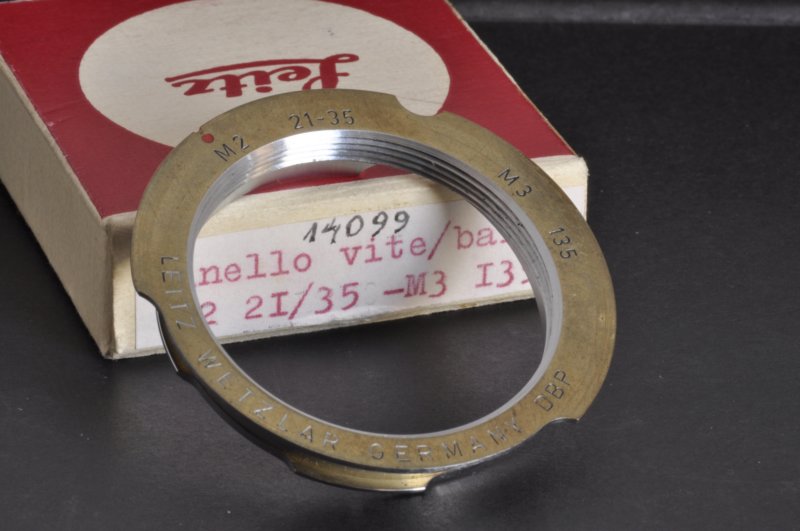 Leitz
14099
nello vite/ba
2 2I/35 -M3 I3
M2 21-35
M3 135
LEITZ WETZLAR GERMANY DBP